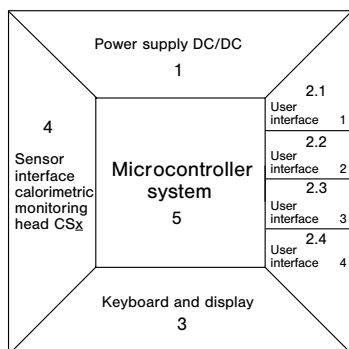 Power supply DC/DC
1
2.1
User
interface 1
2.2
User
interface 2
2.3
User
interface 3
2.4
User
interface 4
4
Sensor
interface
calorimetric
monitoring
head CSx
Microcontroller
system
5
Keyboard and display
3